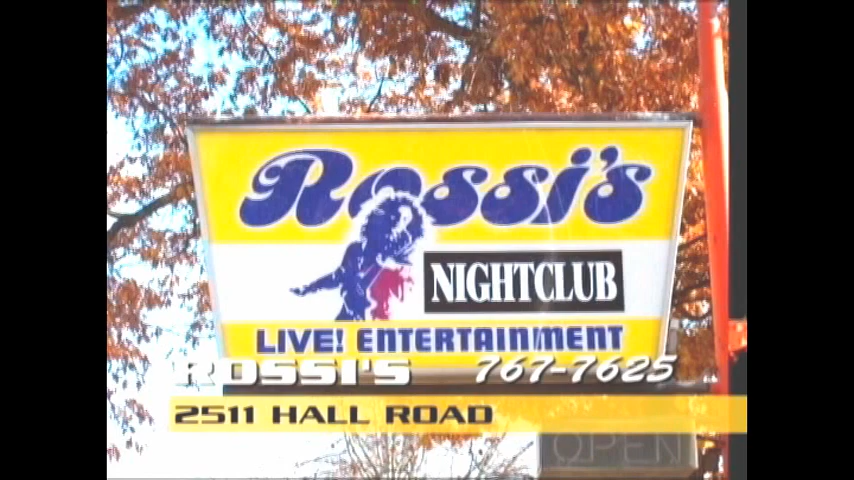 Rossi's
NIGHTCLUB
LIVE! ENTERTAINMENT
ROSSI'S 767-7625
2511 HALL ROAD
OPEN